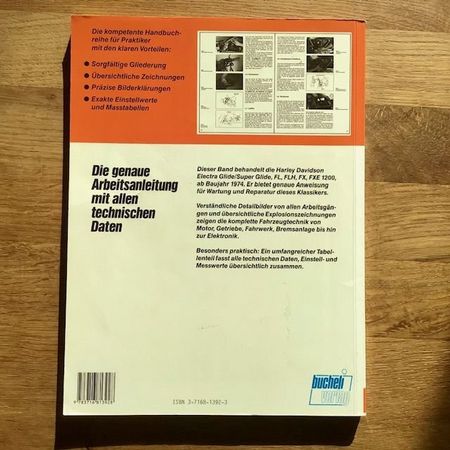 Die kompetente Handbuch-
reihe für Praktiker
mit den klaren Vorteilen:
● Sorgfältige Gliederung
● Übersichtliche Zeichnungen
● Präzise Bilderklärungen
● Exakte Einstellwerte
und Masstabellen
Die genaue
Arbeitsanleitung
mit allen
technischen
Daten
Dieser Band behandelt die Harley Davidson
Electra Glide/Super Glide, FL, FLH, FX, FXE 1200,
ab Baujahr 1974. Er bietet genaue Anweisung
für Wartung und Reparatur dieses Klassikers.
Verständliche Detailbilder von allen Arbeitsgän-
gen und übersichtliche Explosionszeichnungen
zeigen die komplette Fahrzeugtechnik von
Motor, Getriebe, Fahrwerk, Bremsanlage bis hin
zur Elektronik.
Besonders praktisch: Ein umfangreicher Tabel-
lenteil fasst alle technischen Daten, Einstell- und
Messwerte übersichtlich zusammen.
9 783716 813928
ISBN 3-7168-1392-3
bucheli
verlag